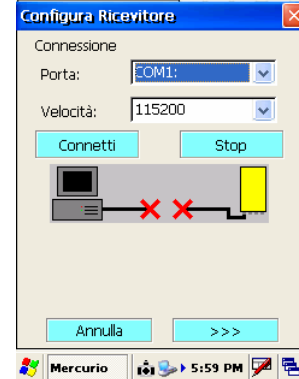 Configura Ricevitore
Connessione
Porta: COM1:
Velocità: 115200
Connetti Stop
Annulla >>>
Mercurio 5:59 PM